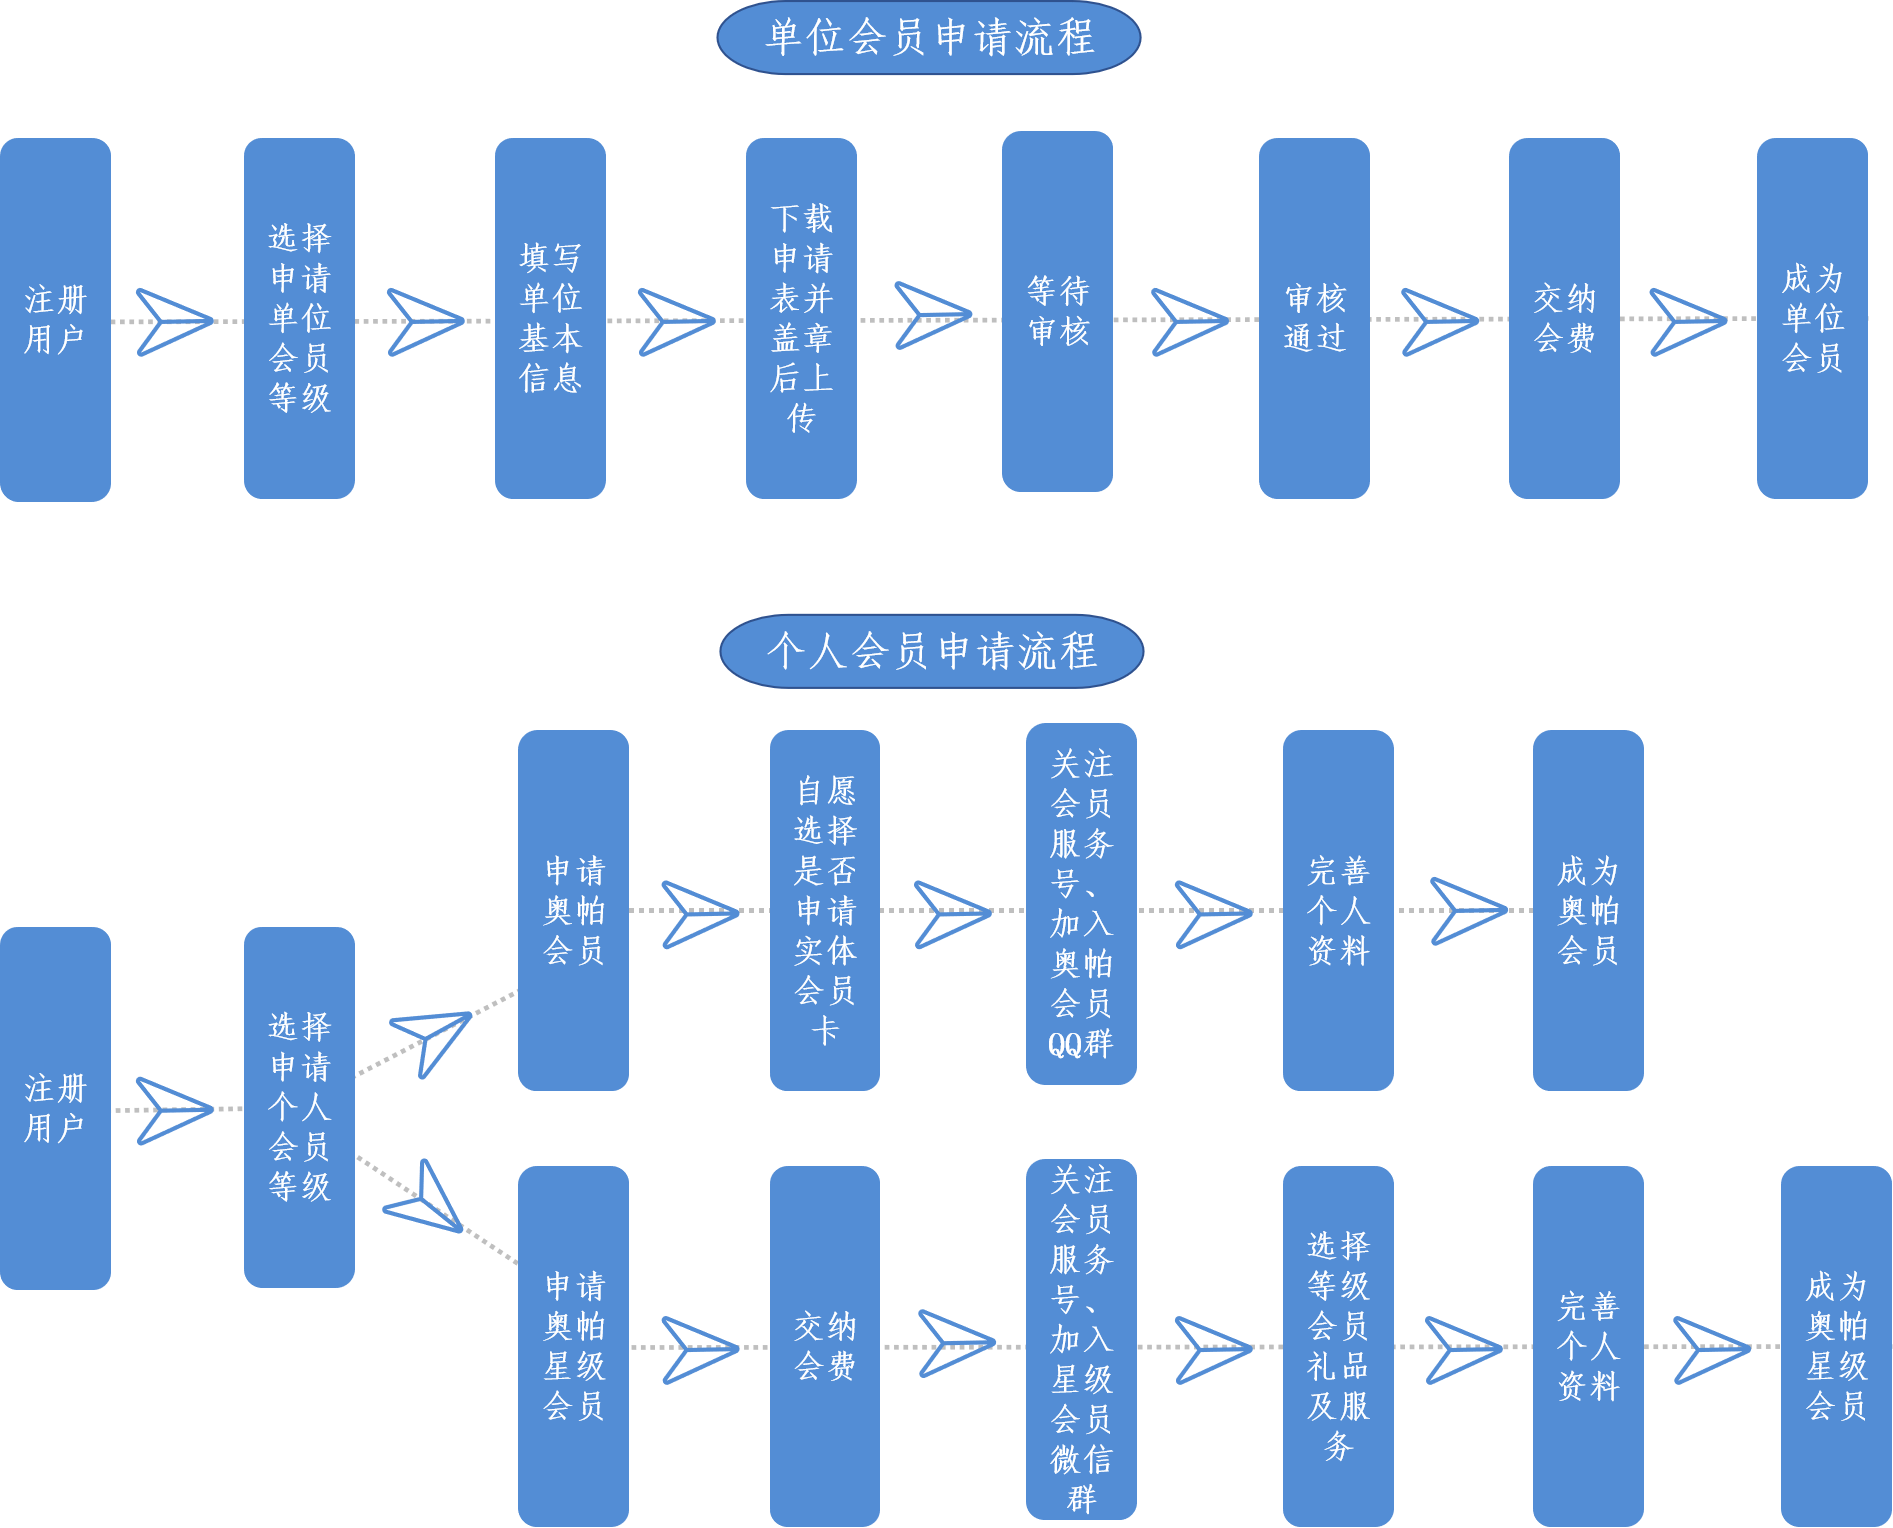 单位会员申请流程
注册
用户
选择
申请
单位
会员
等级
填写
单位
基本
信息
下载
申请
表并
盖章
后上
传
等待
审核
审核
通过
交纳
会费
成为
单位
会员
个人会员申请流程
注册
用户
选择
申请
个人
会员
等级
申请
奥帕
会员
自愿
选择
是否
申请
实体
会员
卡
关注
会员
服务
号、
加入
奥帕
会员
QQ群
完善
个人
资料
成为
奥帕
会员
申请
奥帕
星级
会员
交纳
会费
关注
会员
服务
号、
加入
星级
会员
微信
群
选择
等级
会员
礼品
及服
务
完善
个人
资料
成为
奥帕
星级
会员